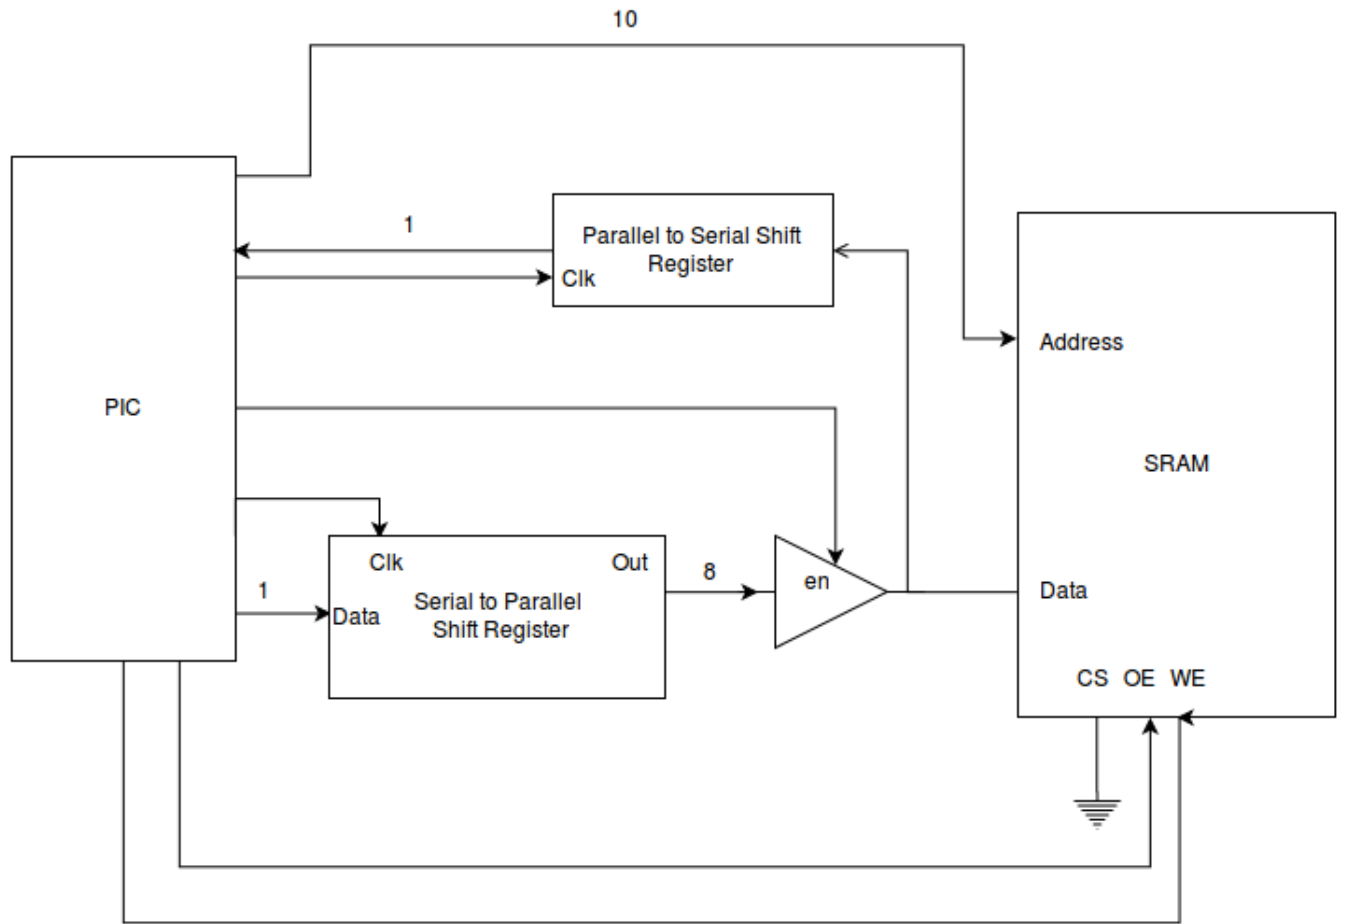 10
1
Parallel to Serial Shift
Register
Clk
Address
PIC
SRAM
Clk
Out
8
en
1
Data
Serial to Parallel
Shift Register
Data
CS OE WE